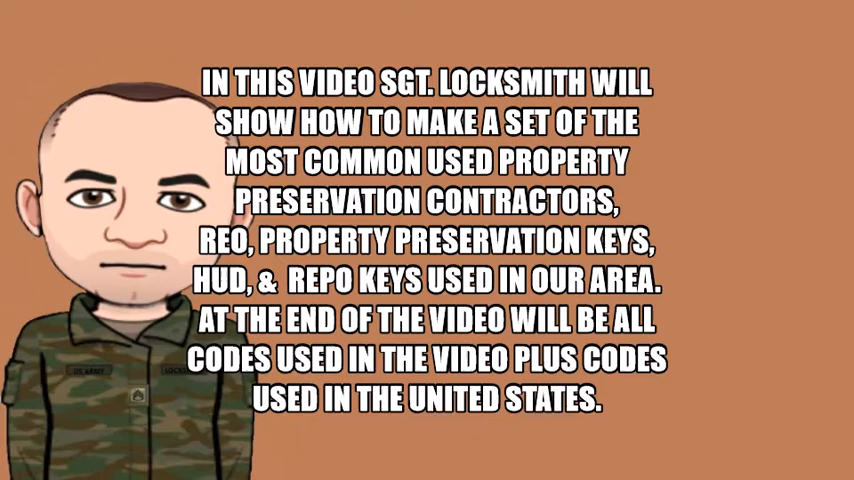 IN THIS VIDEO SGT. LOCKSMITH WILL
SHOW HOW TO MAKE A SET OF THE
MOST COMMON USED PROPERTY
PRESERVATION CONTRACTORS,
REO, PROPERTY PRESERVATION KEYS,
HUD, & REPO KEYS USED IN OUR AREA.
AT THE END OF THE VIDEO WILL BE ALL
CODES USED IN THE VIDEO PLUS CODES
USED IN THE UNITED STATES.
US ARMY